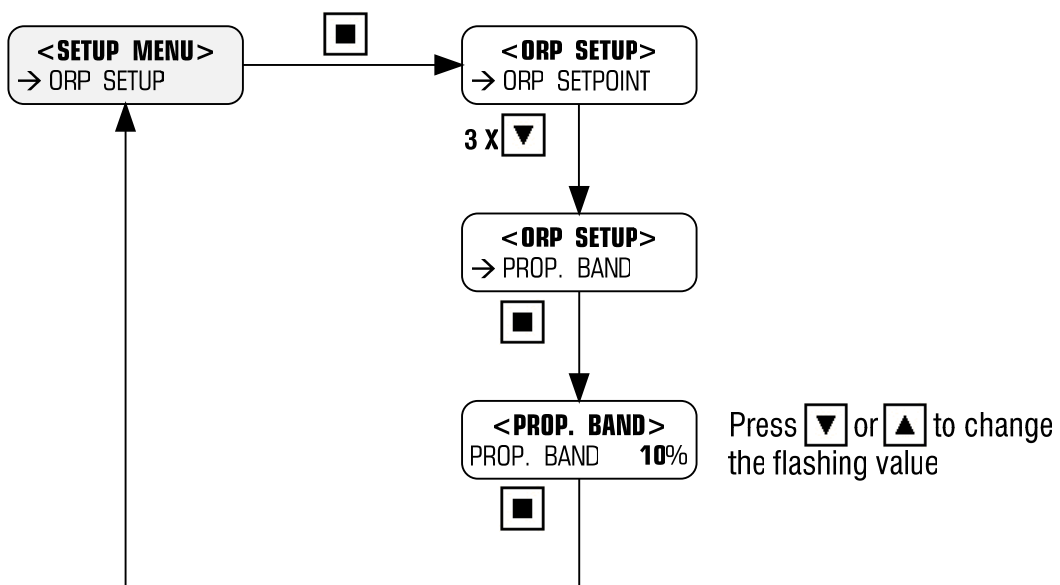 <SETUP MENU>
→ ORP SETUP
<ORP SETUP>
→ ORP SETPOINT
3 X
<ORP SETUP>
→ PROP. BAND
<PROP. BAND>
PROP. BAND 10%
Press ▼ or ▲ to change
the flashing value